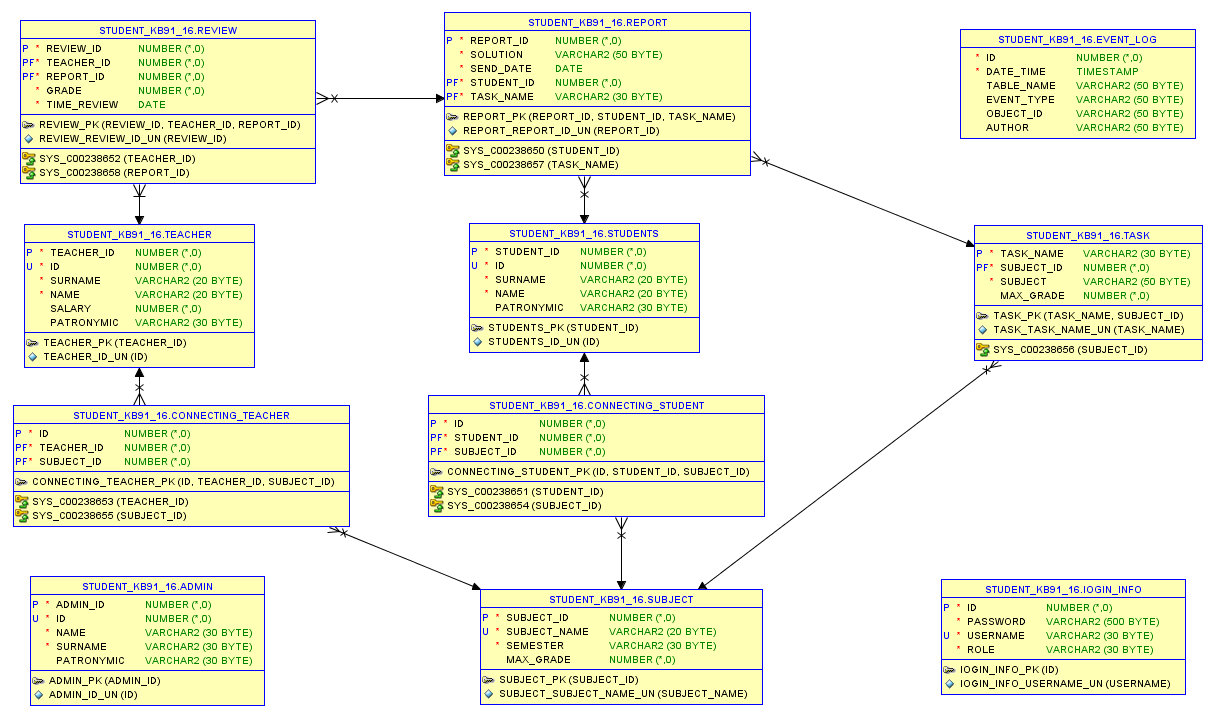 STUDENT_KB91_16.REVIEW
P * REVIEW_ID NUMBER (*,0)
PF* TEACHER_ID NUMBER (*,0)
PF* REPORT_ID NUMBER (*,0)
* GRADE NUMBER (*,0)
* TIME_REVIEW DATE
REVIEW_PK (REVIEW_ID, TEACHER_ID, REPORT_ID)
REVIEW_REVIEW_ID_UN (REVIEW_ID)
SYS_C00238652 (TEACHER_ID)
SYS_C00238658 (REPORT_ID)
STUDENT_KB91_16.REPORT
P * REPORT_ID NUMBER (*,0)
* SOLUTION VARCHAR2 (50 BYTE)
* SEND_DATE DATE
PF* STUDENT_ID NUMBER (*,0)
PF* TASK_NAME VARCHAR2 (30 BYTE)
REPORT_PK (REPORT_ID, STUDENT_ID, TASK_NAME)
REPORT_REPORT_ID_UN (REPORT_ID)
SYS_C00238650 (STUDENT_ID)
SYS_C00238657 (TASK_NAME)
STUDENT_KB91_16.EVENT_LOG
* ID NUMBER (*,0)
* DATE_TIME TIMESTAMP
TABLE_NAME VARCHAR2 (50 BYTE)
EVENT_TYPE VARCHAR2 (50 BYTE)
OBJECT_ID VARCHAR2 (50 BYTE)
AUTHOR VARCHAR2 (50 BYTE)
STUDENT_KB91_16.TEACHER
P * TEACHER_ID NUMBER (*,0)
U * ID NUMBER (*,0)
* SURNAME VARCHAR2 (20 BYTE)
* NAME VARCHAR2 (20 BYTE)
SALARY NUMBER (*,0)
PATRONYMIC VARCHAR2 (30 BYTE)
TEACHER_PK (TEACHER_ID)
TEACHER_ID_UN (ID)
STUDENT_KB91_16.STUDENTS
P * STUDENT_ID NUMBER (*,0)
U * ID NUMBER (*,0)
* SURNAME VARCHAR2 (20 BYTE)
* NAME VARCHAR2 (20 BYTE)
PATRONYMIC VARCHAR2 (30 BYTE)
STUDENTS_PK (STUDENT_ID)
STUDENTS_ID_UN (ID)
STUDENT_KB91_16.TASK
P * TASK_NAME VARCHAR2 (30 BYTE)
PF* SUBJECT_ID NUMBER (*,0)
* SUBJECT VARCHAR2 (50 BYTE)
MAX_GRADE NUMBER (*,0)
TASK_PK (TASK_NAME, SUBJECT_ID)
TASK_TASK_NAME_UN (TASK_NAME)
SYS_C00238656 (SUBJECT_ID)
STUDENT_KB91_16.CONNECTING_TEACHER
P * ID NUMBER (*,0)
PF* TEACHER_ID NUMBER (*,0)
PF* SUBJECT_ID NUMBER (*,0)
CONNECTING_TEACHER_PK (ID, TEACHER_ID, SUBJECT_ID)
SYS_C00238653 (TEACHER_ID)
SYS_C00238655 (SUBJECT_ID)
STUDENT_KB91_16.CONNECTING_STUDENT
P * ID NUMBER (*,0)
PF* STUDENT_ID NUMBER (*,0)
PF* SUBJECT_ID NUMBER (*,0)
CONNECTING_STUDENT_PK (ID, STUDENT_ID, SUBJECT_ID)
SYS_C00238651 (STUDENT_ID)
SYS_C00238654 (SUBJECT_ID)
STUDENT_KB91_16.ADMIN
P * ADMIN_ID NUMBER (*,0)
U * ID NUMBER (*,0)
* NAME VARCHAR2 (30 BYTE)
* SURNAME VARCHAR2 (30 BYTE)
PATRONYMIC VARCHAR2 (30 BYTE)
ADMIN_PK (ADMIN_ID)
ADMIN_ID_UN (ID)
STUDENT_KB91_16.SUBJECT
P * SUBJECT_ID NUMBER (*,0)
U * SUBJECT_NAME VARCHAR2 (20 BYTE)
* SEMESTER VARCHAR2 (30 BYTE)
MAX_GRADE NUMBER (*,0)
SUBJECT_PK (SUBJECT_ID)
SUBJECT_SUBJECT_NAME_UN (SUBJECT_NAME)
STUDENT_KB91_16.IOGIN_INFO
P * ID NUMBER (*,0)
* PASSWORD VARCHAR2 (500 BYTE)
U * USERNAME VARCHAR2 (30 BYTE)
* ROLE VARCHAR2 (30 BYTE)
IOGIN_INFO_PK (ID)
IOGIN_INFO_USERNAME_UN (USERNAME)